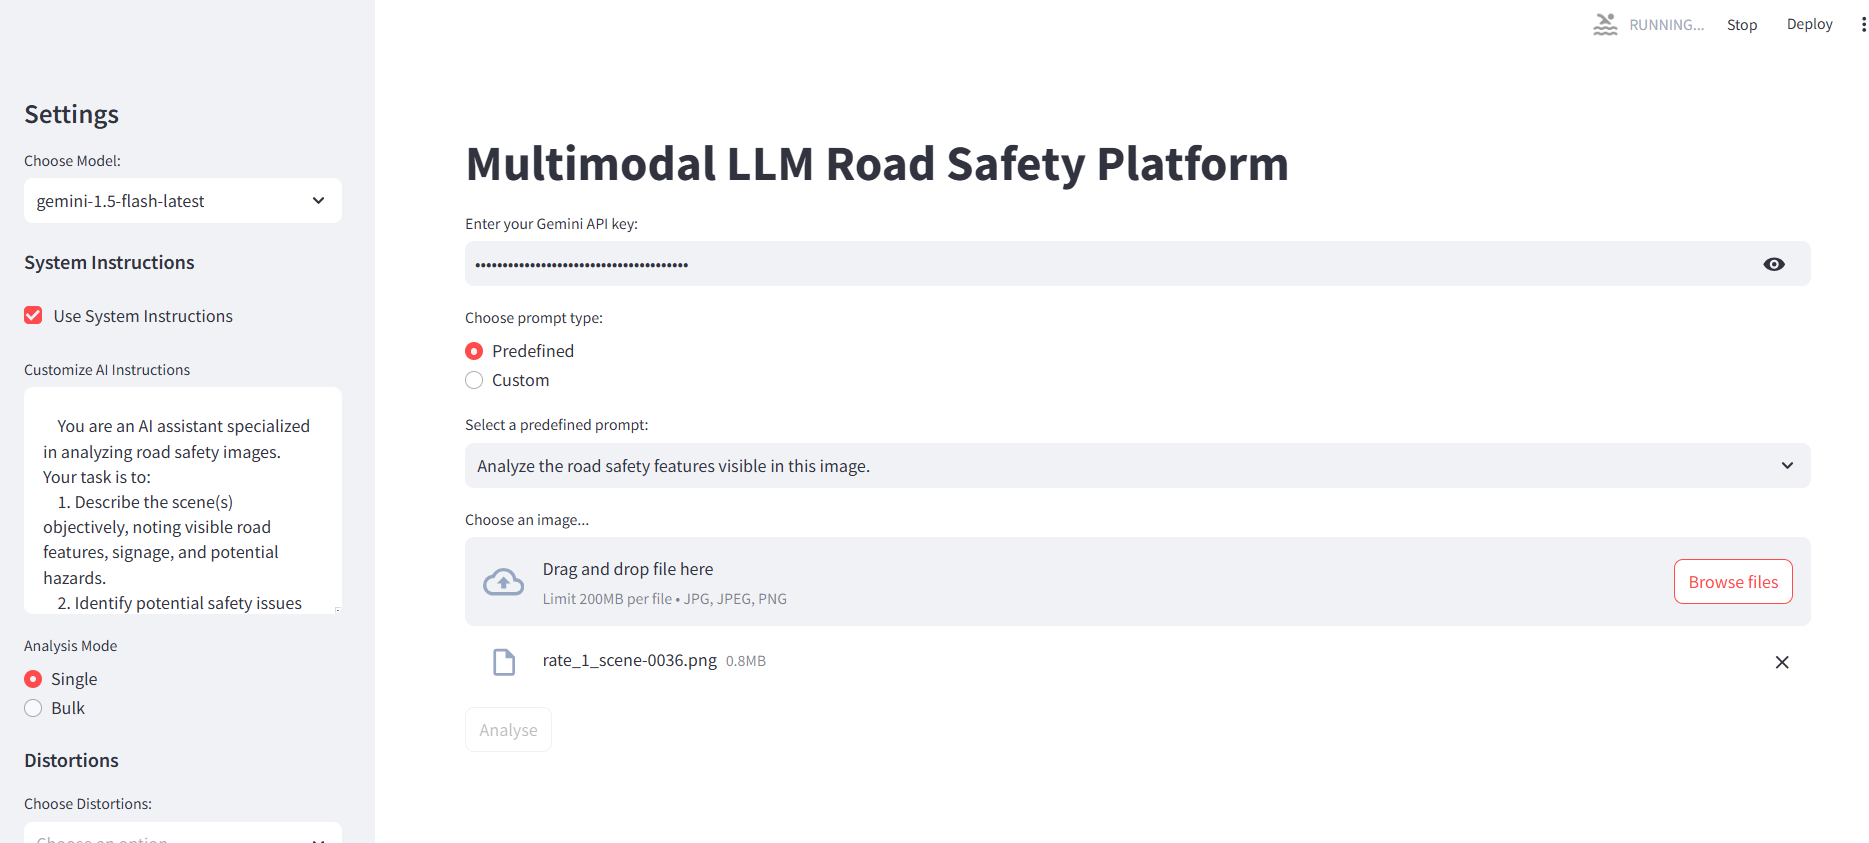 RUNNING...
Stop
Deploy
Settings
Choose Model:
gemini-1.5-flash-latest
System Instructions
Use System Instructions
Customize AI Instructions
You are an AI assistant specialized
in analyzing road safety images.
Your task is to:
1. Describe the scene(s)
objectively, noting visible road
features, signage, and potential
hazards.
2. Identify potential safety issues
Analysis Mode
Single
Bulk
Distortions
Choose Distortions:
Choose an option
Multimodal LLM Road Safety Platform
Enter your Gemini API key:
•••••••••••••••••••••••••••••••••••••••
Choose prompt type:
Predefined
Custom
Select a predefined prompt:
Analyze the road safety features visible in this image.
Choose an image...
Drag and drop file here
Limit 200MB per file • JPG, JPEG, PNG
Browse files
rate_1_scene-0036.png 0.8MB
Analyse